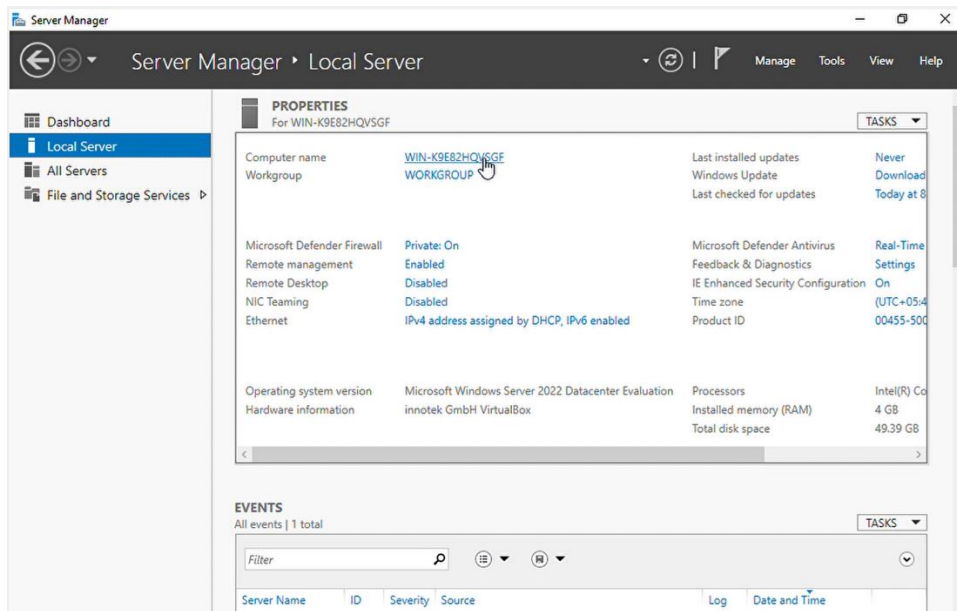 Server Manager
Server Manager ‣ Local Server
Manage Tools View Help
Dashboard
Local Server
All Servers
File and Storage Services
PROPERTIES
For WIN-K9E82HQVSGF
TASKS
Computer name WIN-K9E82HQVSGF Last installed updates Never
Workgroup WORKGROUP Windows Update Download
Last checked for updates Today at 8
Microsoft Defender Firewall Private: On Microsoft Defender Antivirus Real-Time
Remote management Enabled Feedback & Diagnostics Settings
Remote Desktop Disabled IE Enhanced Security Configuration On
NIC Teaming Disabled Time zone (UTC+05:4
Ethernet IPv4 address assigned by DHCP, IPv6 enabled Product ID 00455-500
Operating system version Microsoft Windows Server 2022 Datacenter Evaluation Processors Intel(R) Co
Hardware information innotek GmbH VirtualBox Installed memory (RAM) 4 GB
Total disk space 49.39 GB
EVENTS
All events | 1 total
TASKS
Filter
Server Name ID Severity Source Log Date and Time